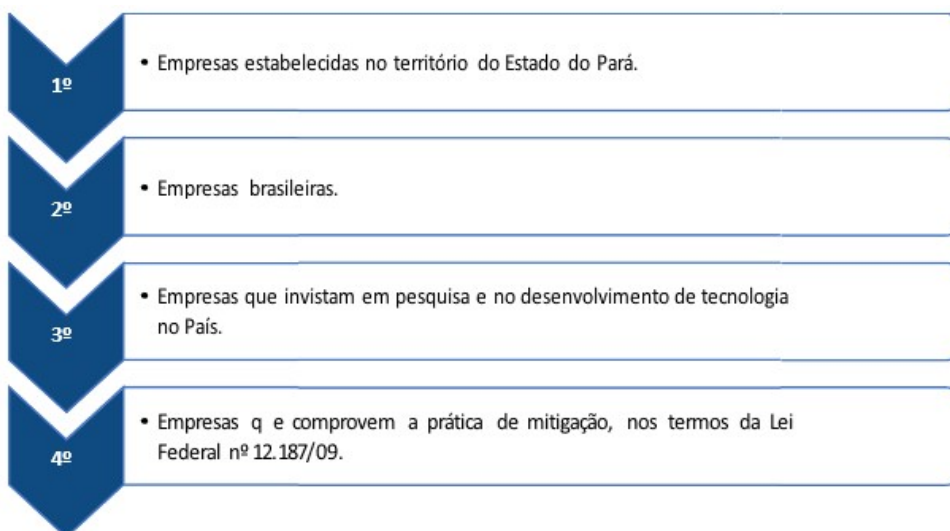 1º
• Empresas estabelecidas no território do Estado do Pará.
2º
• Empresas brasileiras.
3º
• Empresas que invistam em pesquisa e no desenvolvimento de tecnologia
no País.
4º
• Empresas q e comprovem a prática de mitigação, nos termos da Lei
Federal nº 12.187/09.